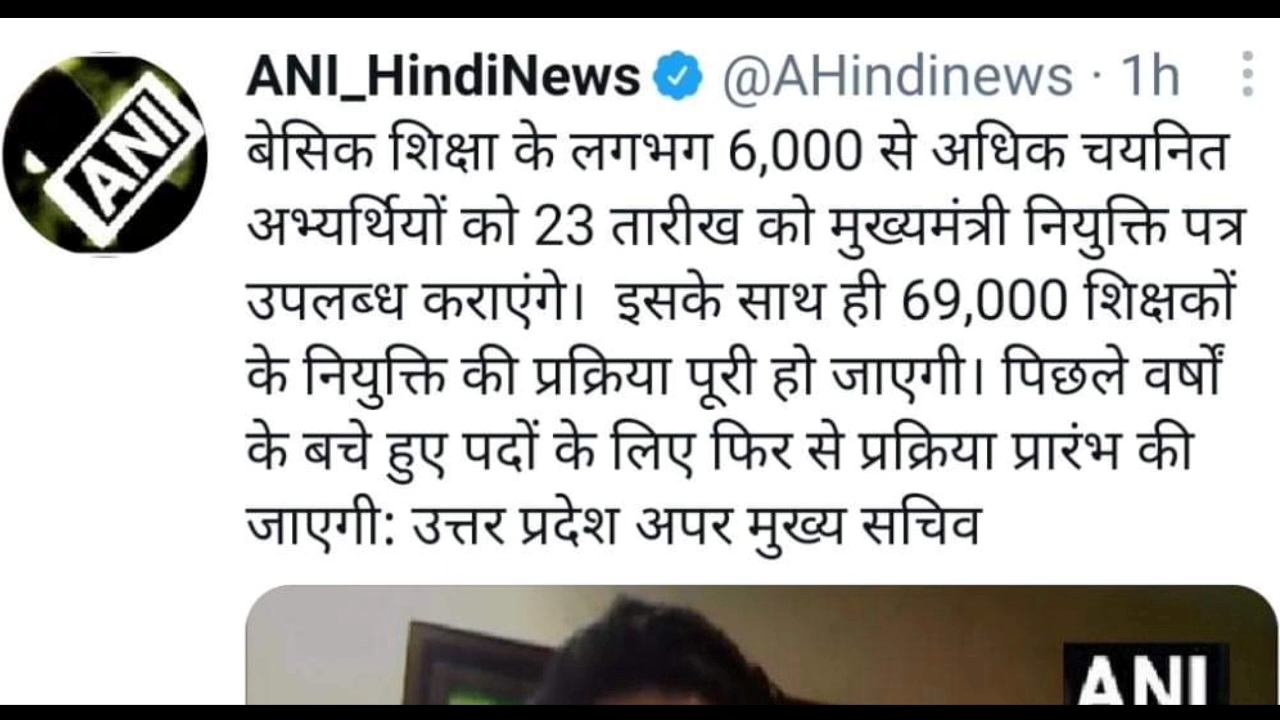 ANI
ANI_HindiNews @AHindinews · 1h
बेसिक शिक्षा के लगभग 6,000 से अधिक चयनित
अभ्यर्थियों को 23 तारीख को मुख्यमंत्री नियुक्ति पत्र
उपलब्ध कराएंगे। इसके साथ ही 69,000 शिक्षकों
के नियुक्ति की प्रक्रिया पूरी हो जाएगी। पिछले वर्षों
के बचे हुए पदों के लिए फिर से प्रक्रिया प्रारंभ की
जाएगी: उत्तर प्रदेश अपर मुख्य सचिव
ANI